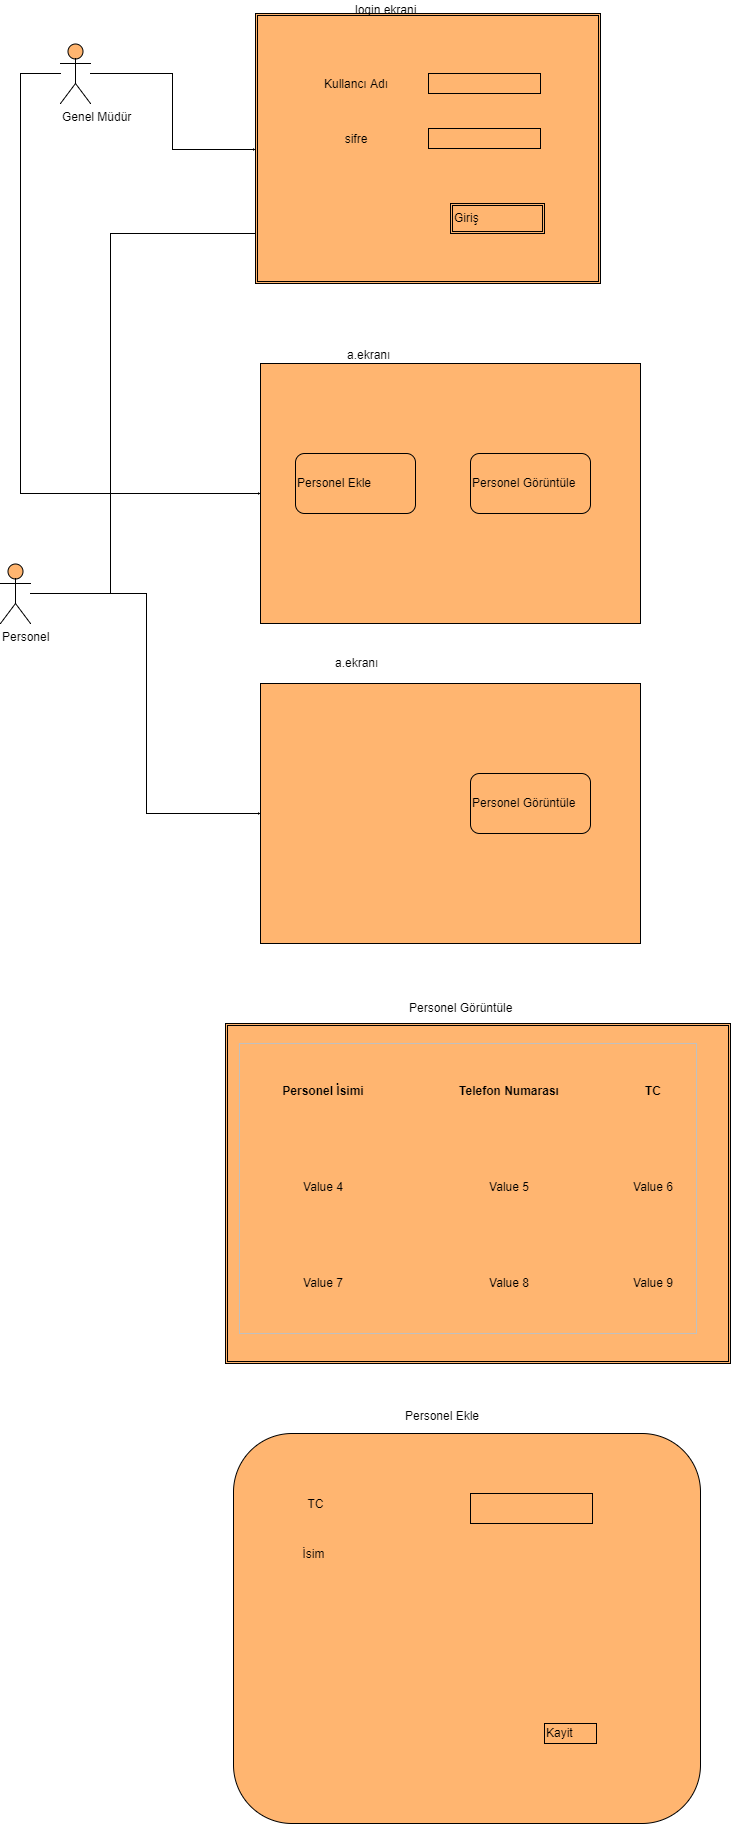 login ekrani
Genel Müdür
Kullancı Adı
sifre
Giriş
a.ekranı
Personel Ekle
Personel Görüntüle
Personel
a.ekranı
Personel Görüntüle
Personel Görüntüle
Personel İsimi
Telefon Numarası
TC
Value 4
Value 5
Value 6
Value 7
Value 8
Value 9
Personel Ekle
TC
İsim
Kayit